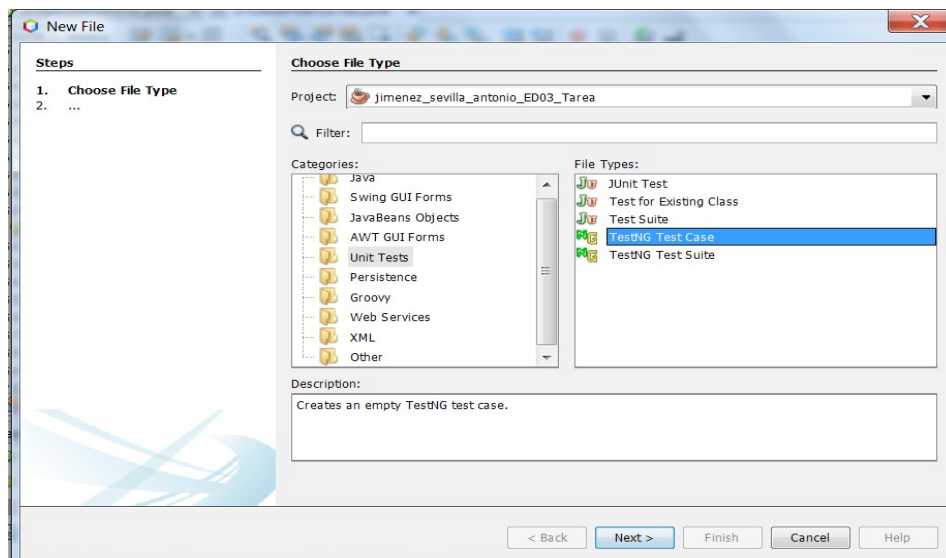 New File
Steps
1. Choose File Type
2. ...
Choose File Type
Project: jimenez_sevilla_antonio_ED03_Tarea
Filter:
Categories:
Java
Swing GUI Forms
JavaBeans Objects
AWT GUI Forms
Unit Tests
Persistence
Groovy
Web Services
XML
Other
File Types:
JUnit Test
Test for Existing Class
Test Suite
TestNG Test Case
TestNG Test Suite
Description:
Creates an empty TestNG test case.
< Back Next > Finish Cancel Help